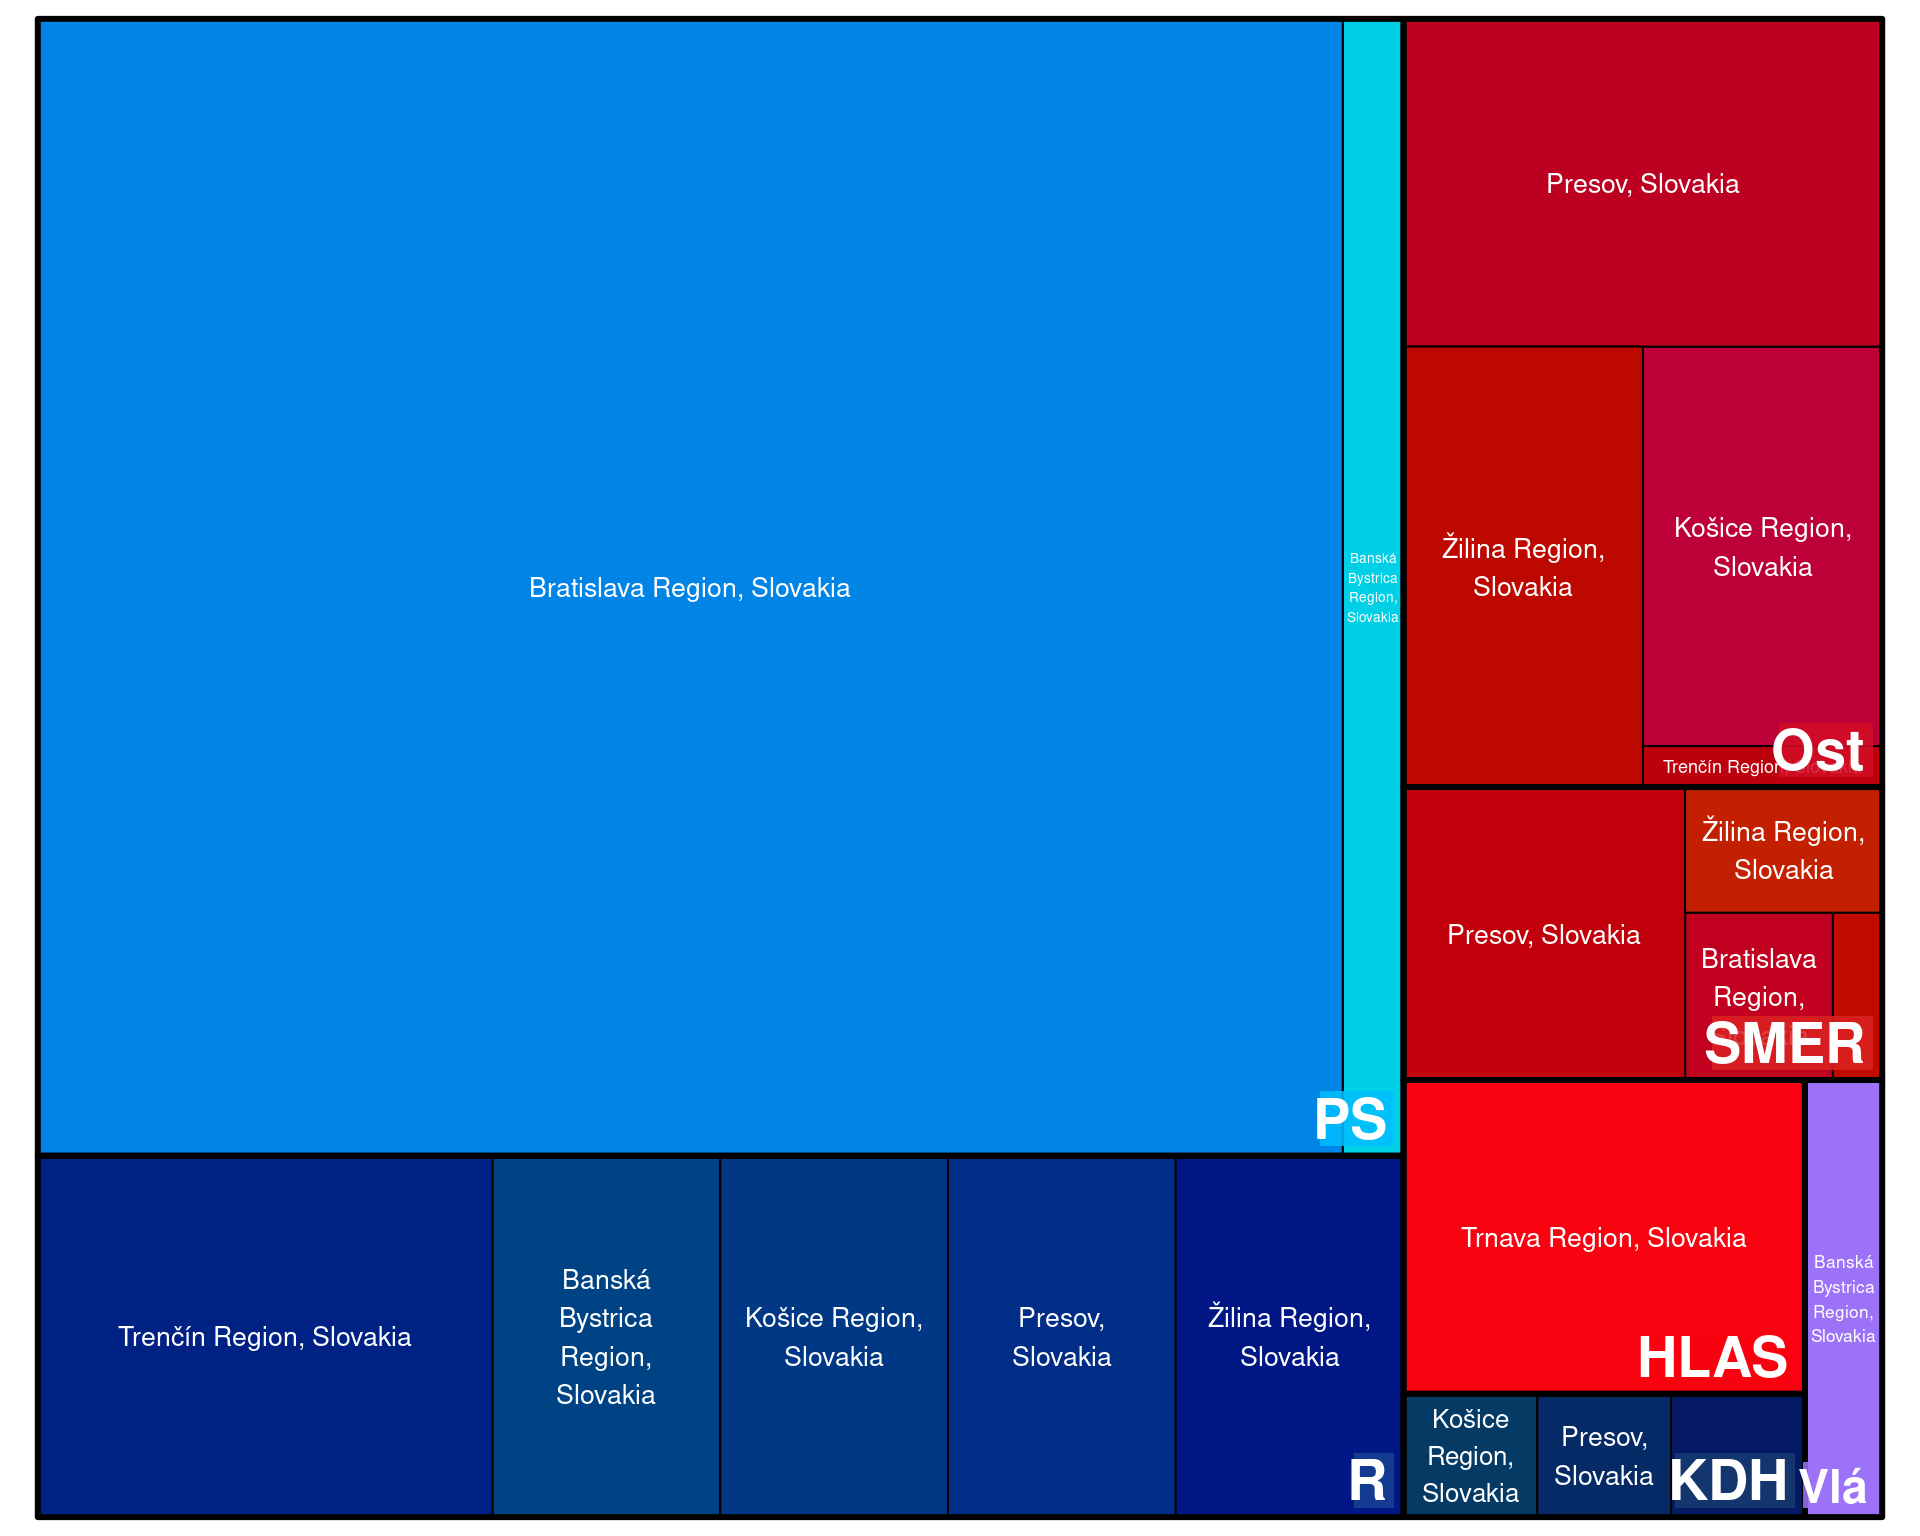 Bratislava Region, Slovakia
Banská
Bystrica
Region,
Slovakia
PS
Presov, Slovakia
Žilina Region,
Slovakia
Košice Region,
Slovakia
Trenčín Region,
Ost
Presov, Slovakia
Žilina Region,
Slovakia
Bratislava
Region,
SMER
Trnava Region, Slovakia
HLAS
Banská
Bystrica
Region,
Slovakia
Vlá
Trenčín Region, Slovakia
Banská
Bystrica
Region,
Slovakia
Košice Region,
Slovakia
Presov,
Slovakia
Žilina Region,
Slovakia
R
Košice
Region,
Slovakia
Presov,
Slovakia
KDH